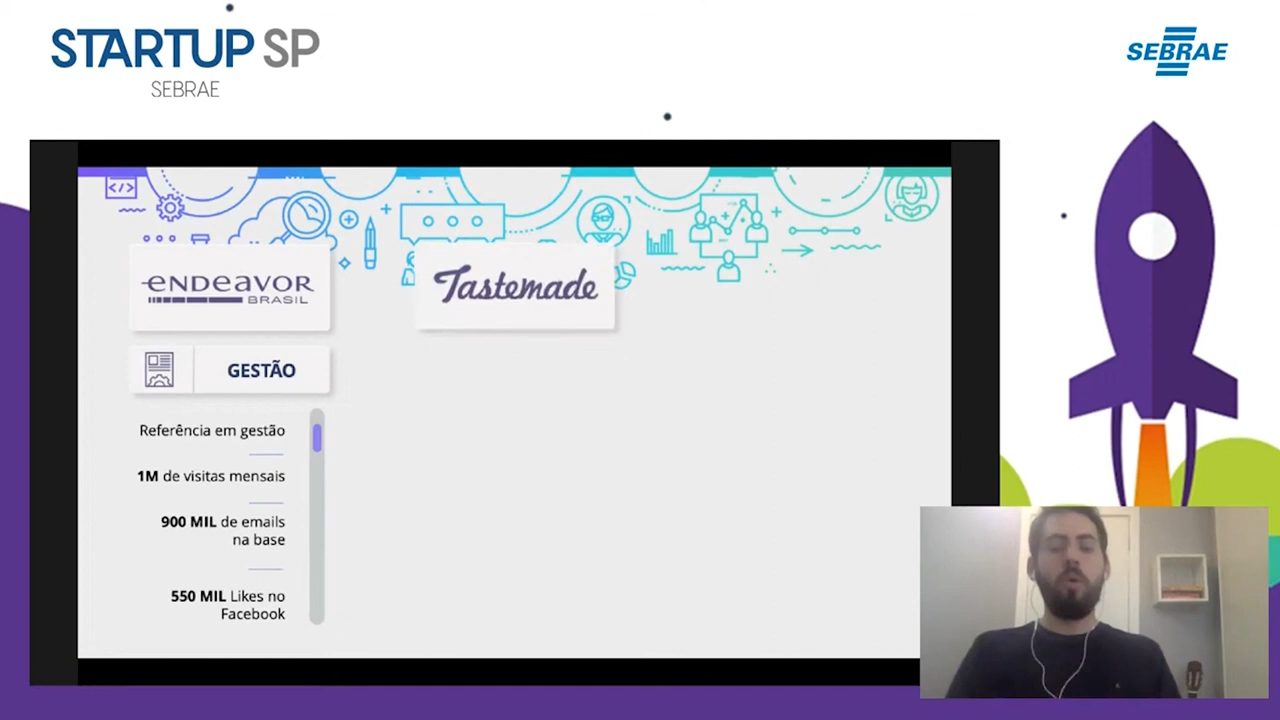 STARTUP SP
SEBRAE
SEBRAE
</>
ENDEAVOR
BRASIL
Tastemade
GESTÃO
Referência em gestão
1M de visitas mensais
900 MIL de emails
na base
550 MIL Likes no
Facebook